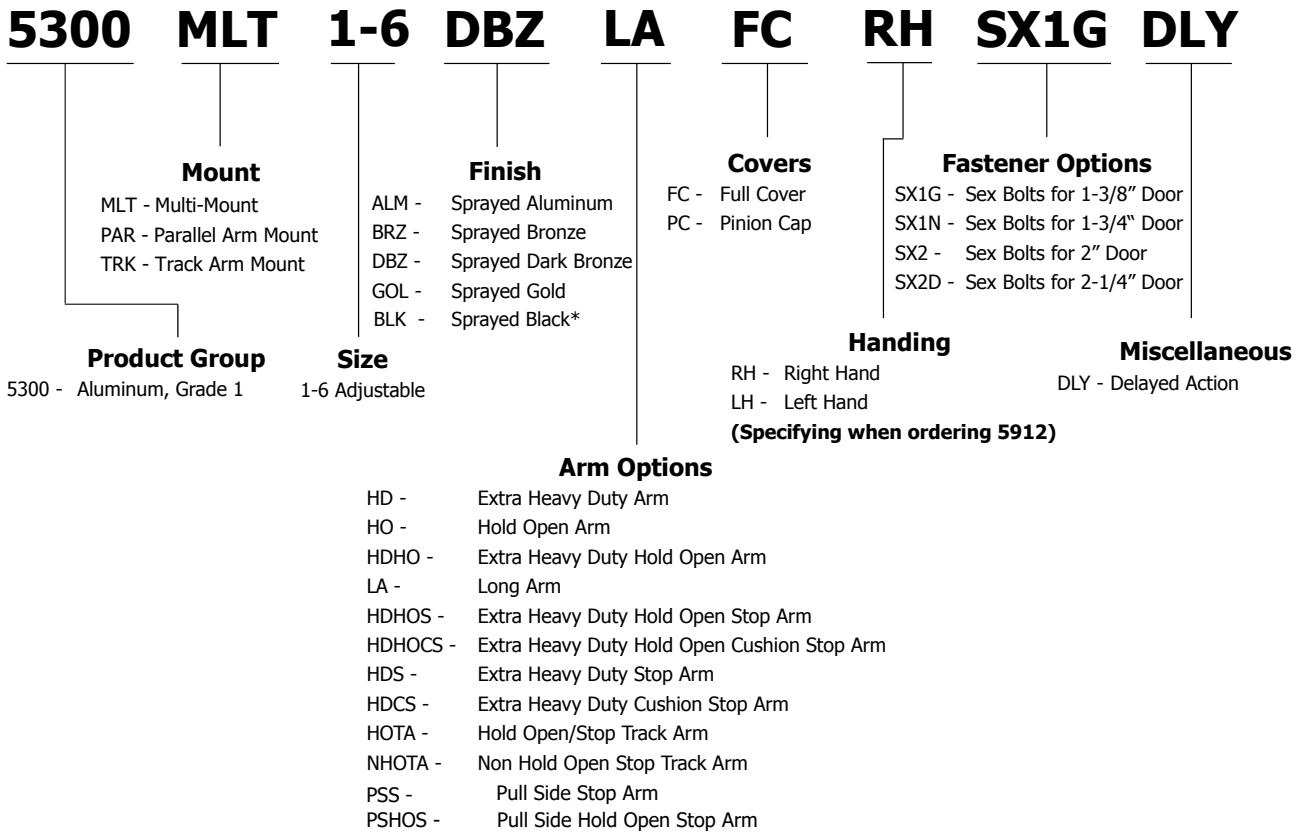 5300 MLT 1-6 DBZ LA FC RH SX1G DLY
Mount
MLT - Multi-Mount
PAR - Parallel Arm Mount
TRK - Track Arm Mount
Finish
ALM - Sprayed Aluminum
BRZ - Sprayed Bronze
DBZ - Sprayed Dark Bronze
GOL - Sprayed Gold
BLK - Sprayed Black*
Covers
FC - Full Cover
PC - Pinion Cap
Fastener Options
SX1G - Sex Bolts for 1-3/8” Door
SX1N - Sex Bolts for 1-3/4“ Door
SX2 - Sex Bolts for 2” Door
SX2D - Sex Bolts for 2-1/4” Door
Product Group
5300 - Aluminum, Grade 1
Size
1-6 Adjustable
Handing
RH - Right Hand
LH - Left Hand
(Specifying when ordering 5912)
Miscellaneous
DLY - Delayed Action
Arm Options
HD - Extra Heavy Duty Arm
HO - Hold Open Arm
HDHO - Extra Heavy Duty Hold Open Arm
LA - Long Arm
HDHOS - Extra Heavy Duty Hold Open Stop Arm
HDHOCS - Extra Heavy Duty Hold Open Cushion Stop Arm
HDS - Extra Heavy Duty Stop Arm
HDCS - Extra Heavy Duty Cushion Stop Arm
HOTA - Hold Open/Stop Track Arm
NHOTA - Non Hold Open Stop Track Arm
PSS - Pull Side Stop Arm
PSHOS - Pull Side Hold Open Stop Arm